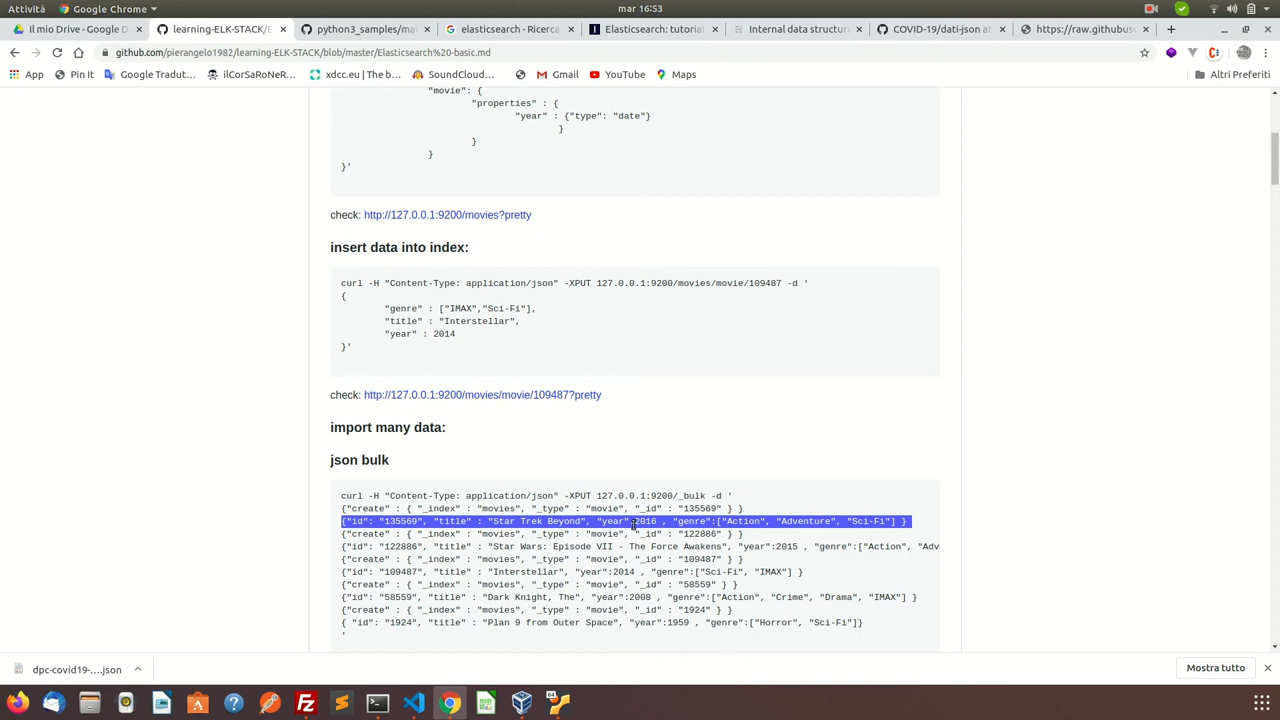 Attività
Google Chrome
mar 16:53
Il mio Drive - Google D
learning-ELK-STACK/E
python3_samples/mai
elasticsearch - Ricerca
Elasticsearch: tutorial
Internal data structure
COVID-19/dati-json at
https://raw.githubuse
github.com/pierangelo1982/learning-ELK-STACK/blob/master/Elasticsearch%20-basic.md
App
Pin It
Google Tradut...
ilCorSaRoNeR...
xdcc.eu | The b...
SoundCloud...
Gmail
YouTube
Maps
Altri Preferiti
"movie": {
"properties" : {
"year" : {"type": "date"}
}
}
}
}'
check: http://127.0.0.1:9200/movies?pretty
insert data into index:
curl -H "Content-Type: application/json" -XPUT 127.0.0.1:9200/movies/movie/109487 -d '
{
"genre" : ["IMAX","Sci-Fi"],
"title" : "Interstellar",
"year" : 2014
}'
check: http://127.0.0.1:9200/movies/movie/109487?pretty
import many data:
json bulk
curl -H "Content-Type: application/json" -XPUT 127.0.0.1:9200/_bulk -d '
{"create" : { "_index" : "movies", "_type" : "movie", "_id" : "135569" } }
{"id": "135569", "title" : "Star Trek Beyond", "year":2016 , "genre":["Action", "Adventure", "Sci-Fi"] }
{"create" : { "_index" : "movies", "_type" : "movie", "_id" : "122886" } }
{"id": "122886", "title" : "Star Wars: Episode VII - The Force Awakens", "year":2015 , "genre":["Action", "Adv
{"create" : { "_index" : "movies", "_type" : "movie", "_id" : "109487" } }
{"id": "109487", "title" : "Interstellar", "year":2014 , "genre":["Sci-Fi", "IMAX"] }
{"create" : { "_index" : "movies", "_type" : "movie", "_id" : "58559" } }
{"id": "58559", "title" : "Dark Knight, The", "year":2008 , "genre":["Action", "Crime", "Drama", "IMAX"] }
{"create" : { "_index" : "movies", "_type" : "movie", "_id" : "1924" } }
{ "id": "1924", "title" : "Plan 9 from Outer Space", "year":1959 , "genre":["Horror", "Sci-Fi"]}
'
dpc-covid19-....json
Mostra tutto